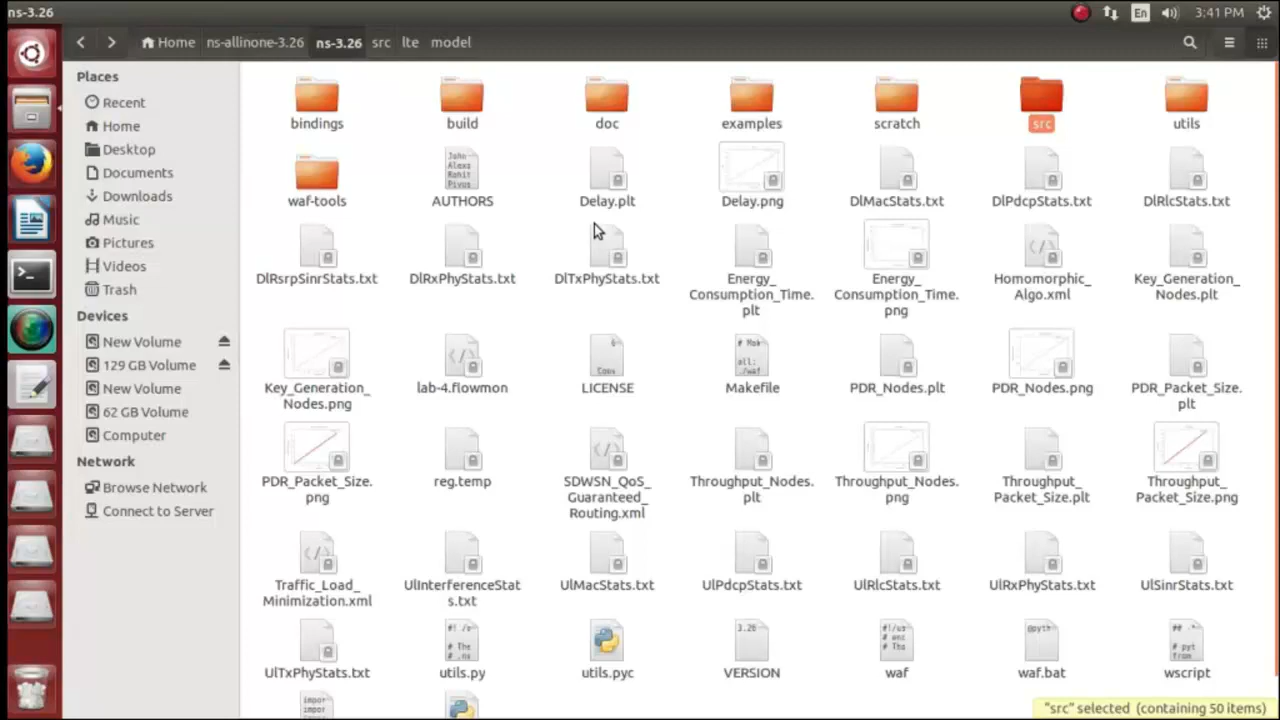 ns-3.26
En
3:41 PM
Home
ns-allinone-3.26
ns-3.26
src
lte
model
Places
Recent
Home
Desktop
Documents
Downloads
Music
Pictures
Videos
Trash
Devices
New Volume
129 GB Volume
New Volume
62 GB Volume
Computer
Network
Browse Network
Connect to Server
bindings
build
doc
examples
scratch
src
utils
waf-tools
AUTHORS
Delay.plt
Delay.png
DlMacStats.txt
DlPdcpStats.txt
DlRlcStats.txt
DlRsrpSinrStats.txt
DlRxPhyStats.txt
DlTxPhyStats.txt
Energy_
Consumption_Time.
plt
Energy_
Consumption_Time.
png
Homomorphic_
Algo.xml
Key_Generation_
Nodes.plt
Key_Generation_
Nodes.png
lab-4.flowmon
LICENSE
Makefile
PDR_Nodes.plt
PDR_Nodes.png
PDR_Packet_Size.
plt
PDR_Packet_Size.
png
reg.temp
SDWSN_QoS_
Guaranteed_
Routing.xml
Throughput_Nodes.
plt
Throughput_Nodes.
png
Throughput_
Packet_Size.plt
Throughput_
Packet_Size.png
Traffic_Load_
Minimization.xml
UlInterferenceStat
s.txt
UlMacStats.txt
UlPdcpStats.txt
UlRlcStats.txt
UlRxPhyStats.txt
UlSinrStats.txt
UlTxPhyStats.txt
utils.py
utils.pyc
VERSION
waf
waf.bat
wscript
"src" selected (containing 50 items)